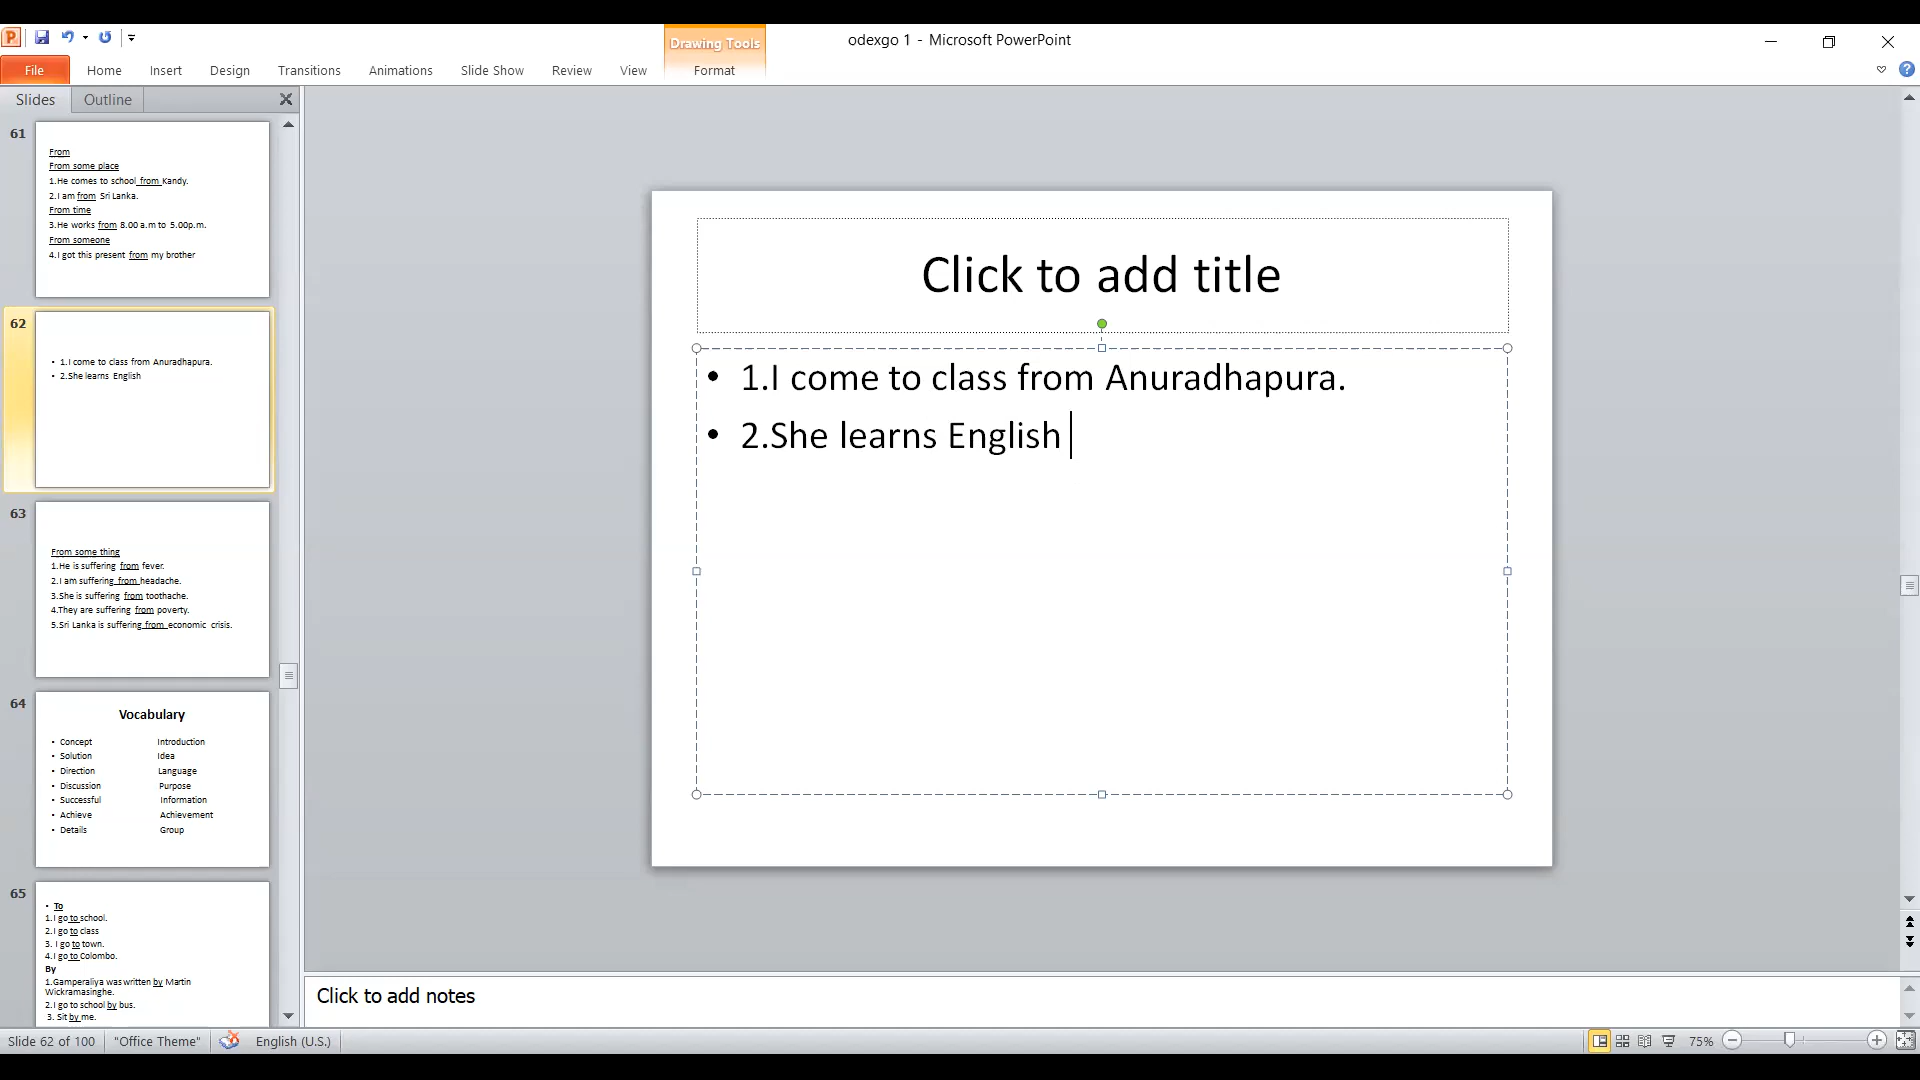 Drawing Tools
odexgo 1 - Microsoft PowerPoint
File Home Insert Design Transitions Animations Slide Show Review View Format
Slides Outline
61
From
From some place
1.He comes to school from Kandy.
2.I am from Sri Lanka.
From time
3.He works from 8.00 a.m to 5.00p.m.
From someone
4.I got this present from my brother
62
• 1.I come to class from Anuradhapura.
• 2.She learns English
63
From some thing
1.He is suffering from fever.
2.I am suffering from headache.
3.She is suffering from toothache.
4.They are suffering from poverty.
5.Sri Lanka is suffering from economic crisis.
64
Vocabulary
• Concept Introduction
• Solution Idea
• Direction Language
• Discussion Purpose
• Successful Information
• Achieve Achievement
• Details Group
65
• To
1.I go to school.
2.I go to class
3. I go to town.
4.I go to Colombo.
By
1.Gamperaliya was written by Martin
Wickramasinghe.
2.I go to school by bus.
3. Sit by me.
Click to add title
• 1.I come to class from Anuradhapura.
• 2.She learns English
Click to add notes
Slide 62 of 100 "Office Theme" English (U.S.) 75%